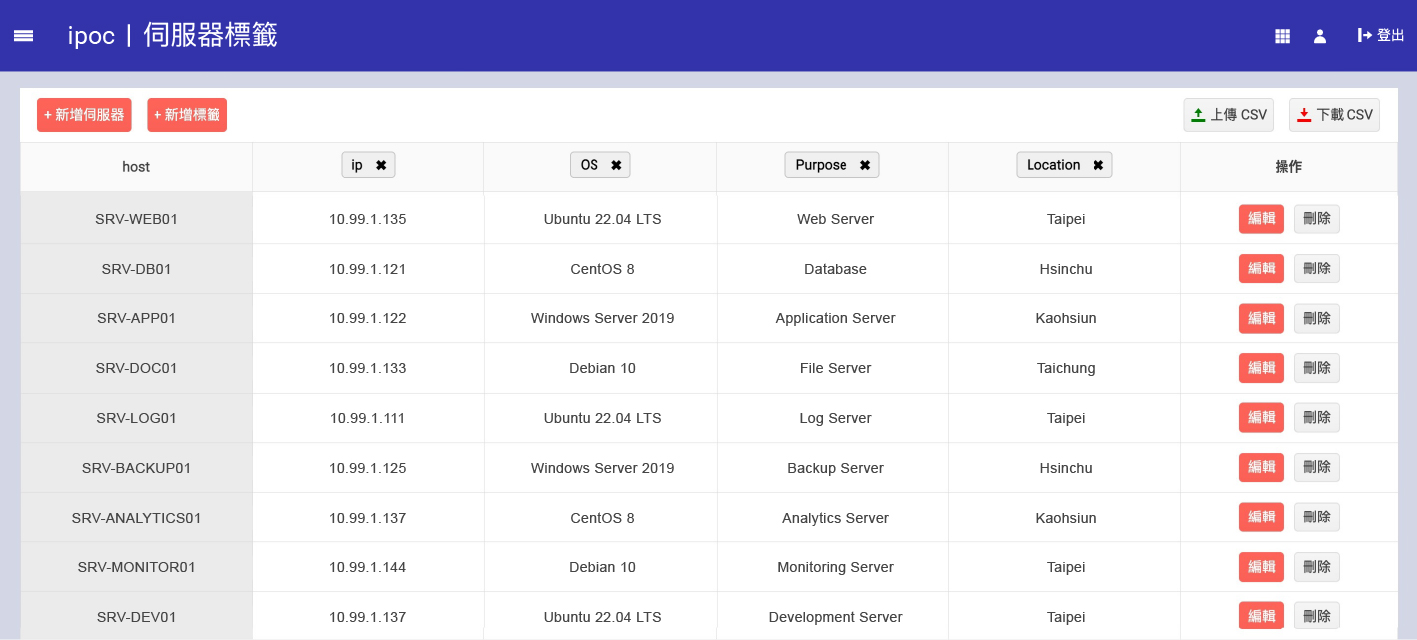 ipoc | 伺服器標籤 登出
+ 新增伺服器 + 新增標籤 上傳 CSV 下載 CSV
host ip ✖ OS ✖ Purpose ✖ Location ✖ 操作
SRV-WEB01 10.99.1.135 Ubuntu 22.04 LTS Web Server Taipei 編輯 刪除
SRV-DB01 10.99.1.121 CentOS 8 Database Hsinchu 編輯 刪除
SRV-APP01 10.99.1.122 Windows Server 2019 Application Server Kaohsiun 編輯 刪除
SRV-DOC01 10.99.1.133 Debian 10 File Server Taichung 編輯 刪除
SRV-LOG01 10.99.1.111 Ubuntu 22.04 LTS Log Server Taipei 編輯 刪除
SRV-BACKUP01 10.99.1.125 Windows Server 2019 Backup Server Hsinchu 編輯 刪除
SRV-ANALYTICS01 10.99.1.137 CentOS 8 Analytics Server Kaohsiun 編輯 刪除
SRV-MONITOR01 10.99.1.144 Debian 10 Monitoring Server Taipei 編輯 刪除
SRV-DEV01 10.99.1.137 Ubuntu 22.04 LTS Development Server Taipei 編輯 刪除